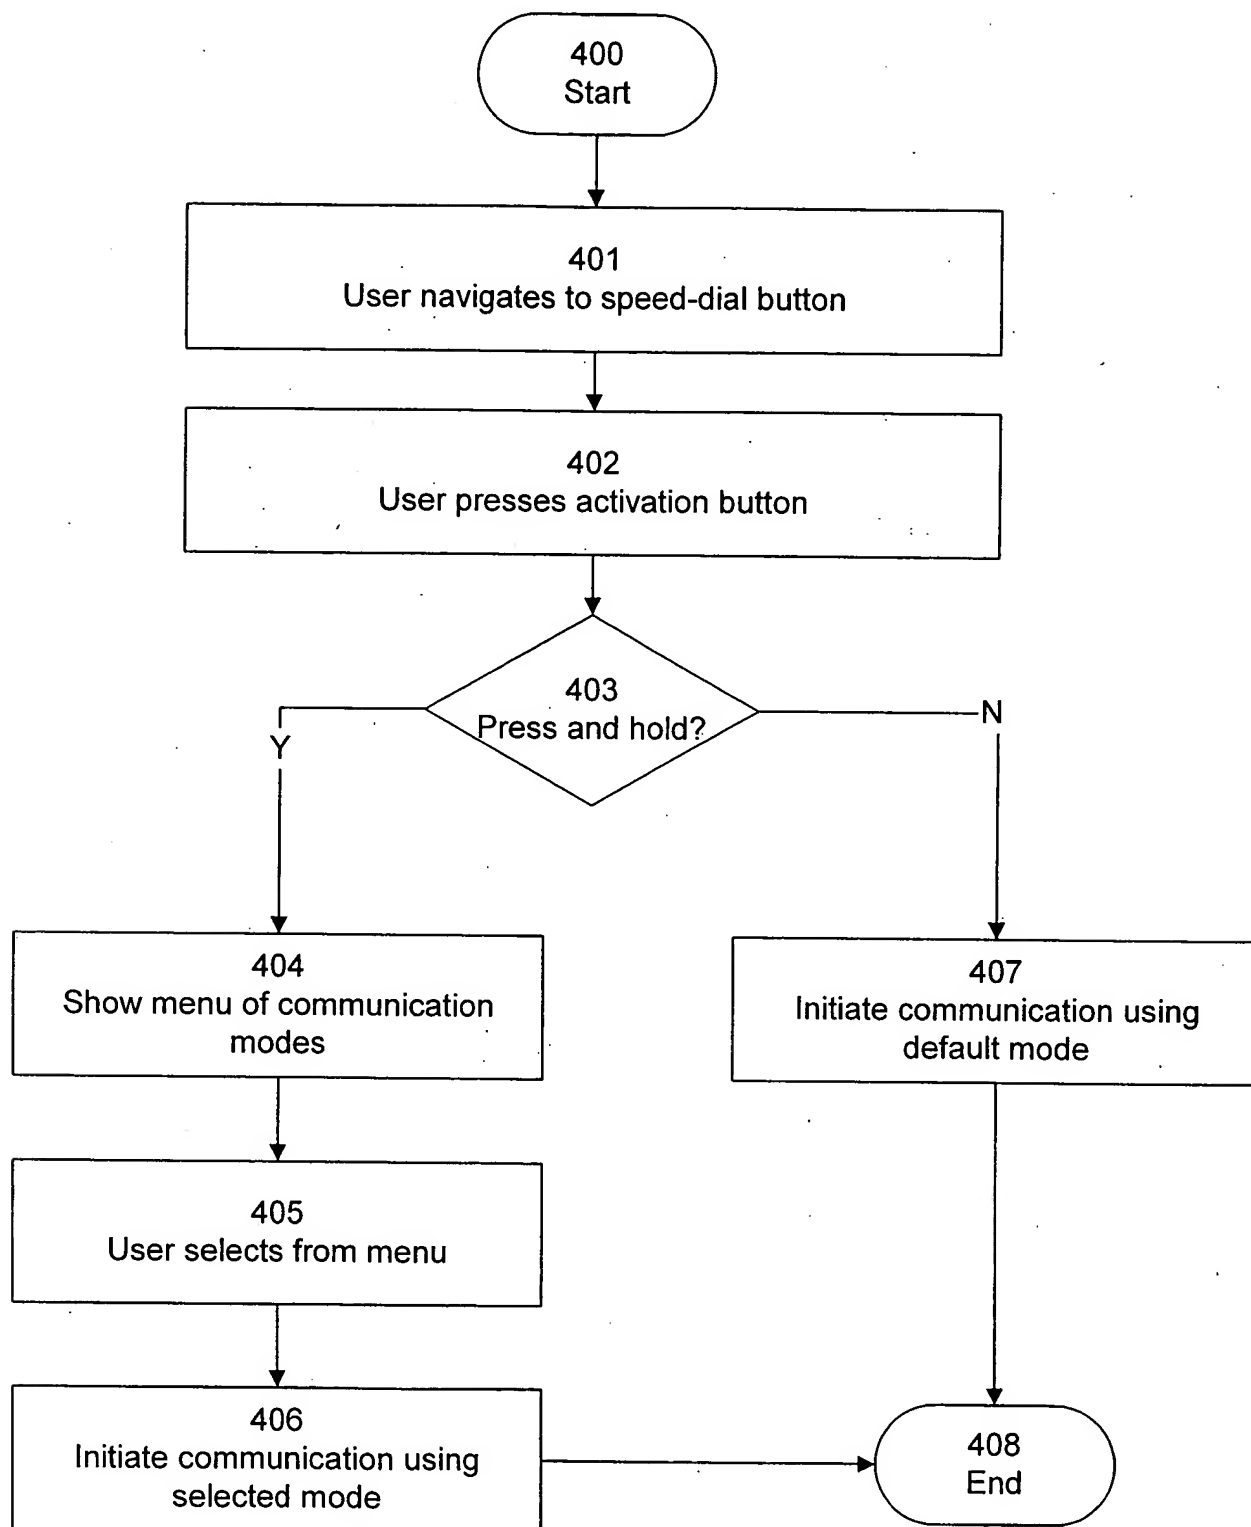 400
Start
401
User navigates to speed-dial button
402
User presses activation button
403
Press and hold?
Y
N
404
Show menu of communication
modes
407
Initiate communication using
default mode
405
User selects from menu
406
Initiate communication using
selected mode
408
End